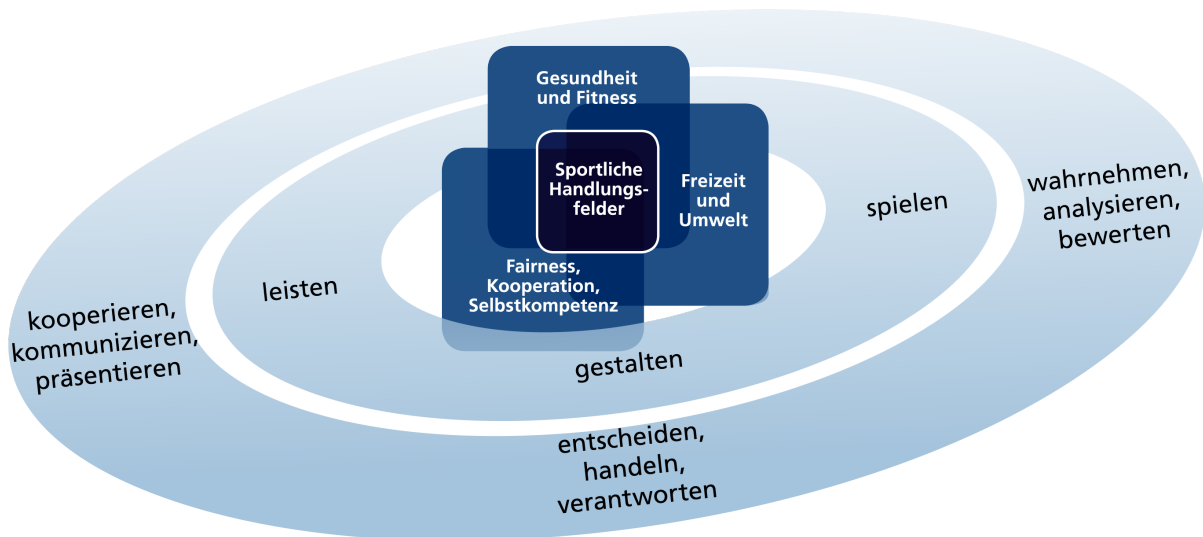 Gesundheit
und Fitness
Sportliche
Handlungs-
felder
Freizeit
und
Umwelt
Fairness,
Kooperation,
Selbstkompetenz
leisten
spielen
gestalten
kooperieren,
kommunizieren,
präsentieren
wahrnehmen,
analysieren,
bewerten
entscheiden,
handeln,
verantworten